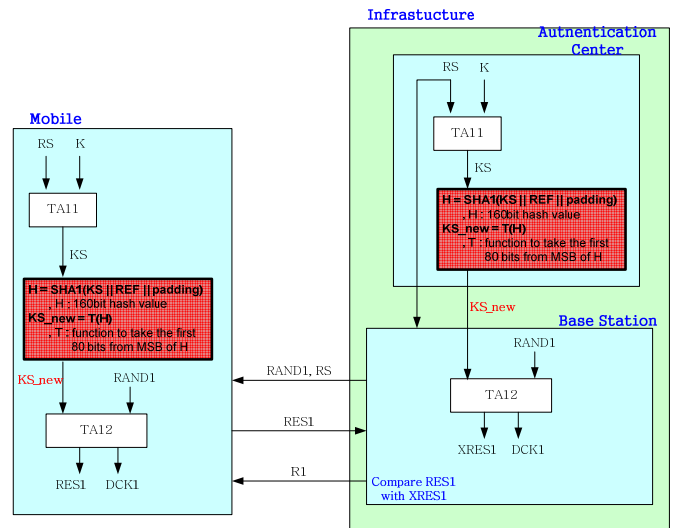 Infrastucture
Autnentication
Center
RS K
TA11
KS
H = SHA1(KS || REF || padding)
, H : 160bit hash value
KS_new = T(H)
, T : function to take the first
80 bits from MSB of H
KS_new
Mobile
RS K
TA11
KS
H = SHA1(KS || REF || padding)
, H : 160bit hash value
KS_new = T(H)
, T : function to take the first
80 bits from MSB of H
KS_new
RAND1
TA12
RES1 DCK1
RAND1, RS
RES1
R1
Base Station
RAND1
TA12
XRES1 DCK1
Compare RES1
with XRES1